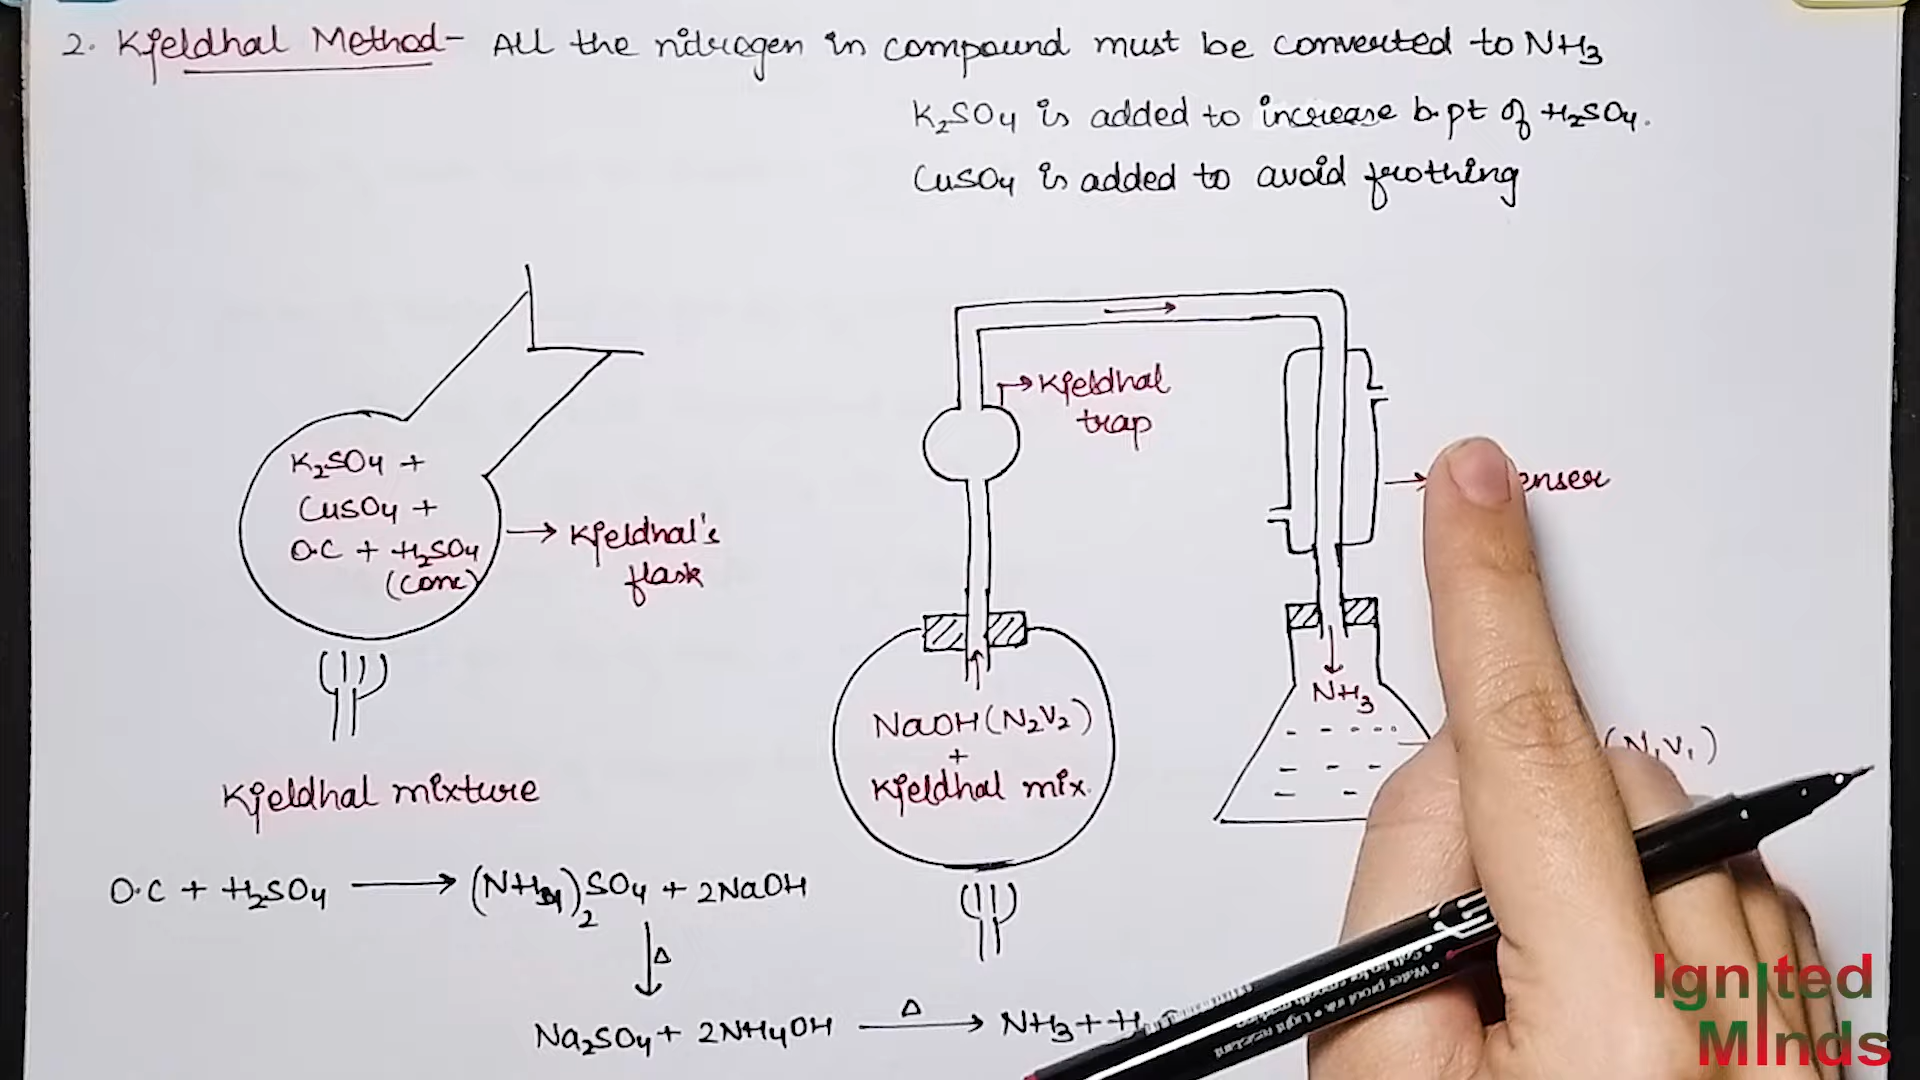 2. Kjeldhal Method - All the nitrogen in compound must be converted to NH3
K2SO4 is added to increase b.pt of H2SO4.
CuSO4 is added to avoid frothing
K2SO4 +
CuSO4 +
O.C + H2SO4
(conc)
→ Kjeldhal's
flask
Kjeldhal mixture
→ Kjeldhal
trap
→ enser
NaOH (N2V2)
+
Kjeldhal mix.
NH3
(N1V1)
O.C + H2SO4 → (NH4)2SO4 + 2NaOH
↓ Δ
Na2SO4 + 2NH4OH Δ→ NH3 + H
Ignited
Minds